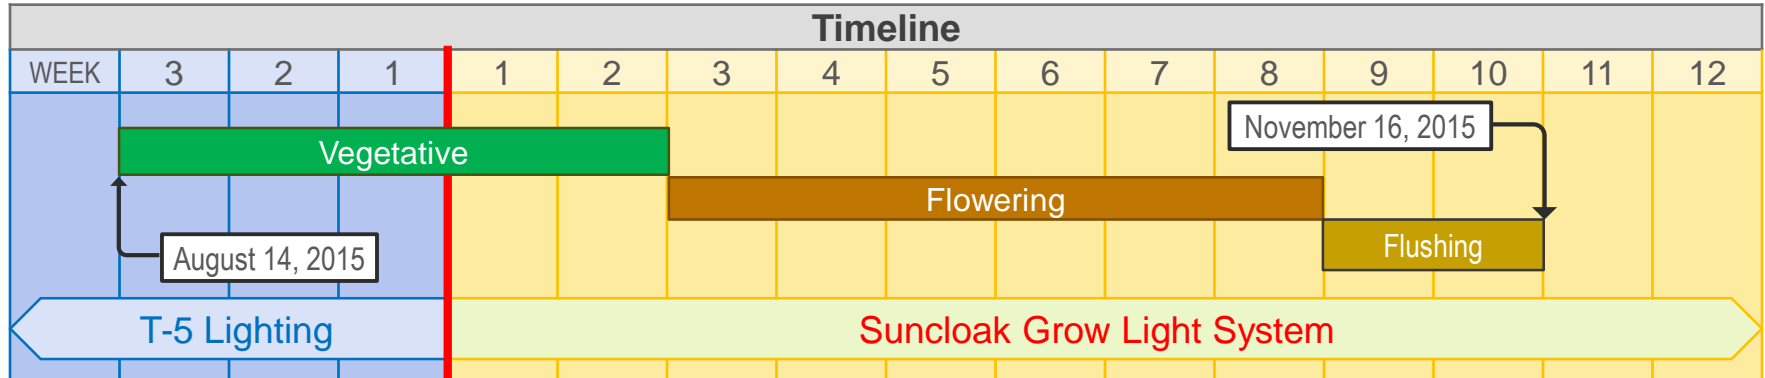 Timeline
WEEK 3 2 1 1 2 3 4 5 6 7 8 9 10 11 12
November 16, 2015
Vegetative
Flowering
August 14, 2015
Flushing
T-5 Lighting
Suncloak Grow Light System